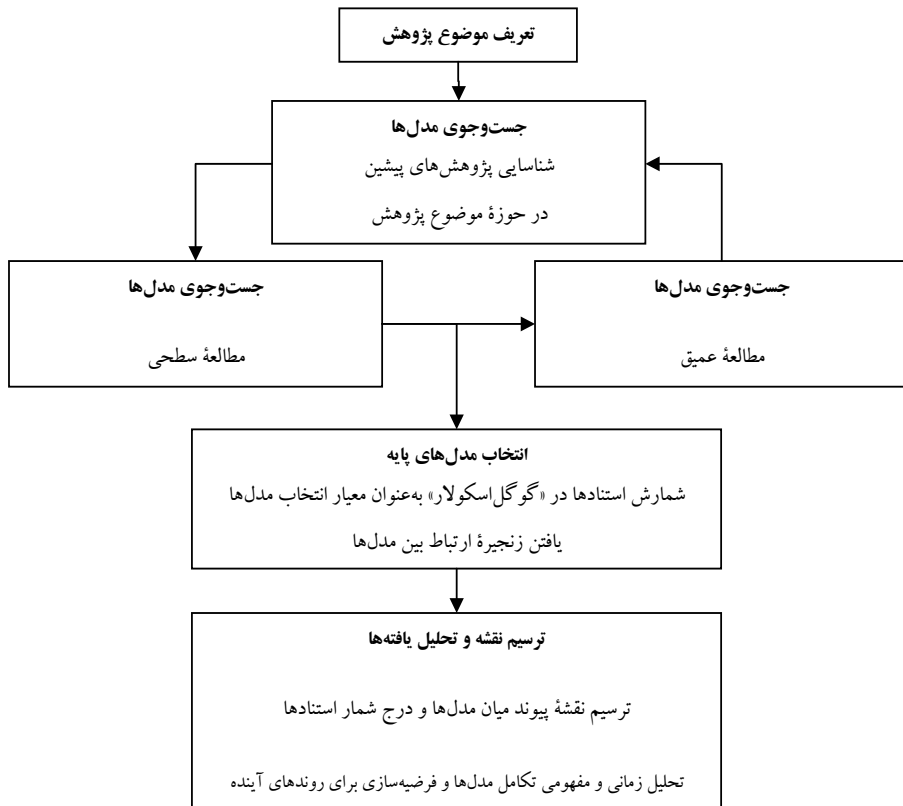 تعریف موضوع پژوهش
جست‌وجوی مدل‌ها
شناسایی پژوهش‌های پیشین
در حوزهٔ موضوع پژوهش
جست‌وجوی مدل‌ها
مطالعهٔ عمیق
جست‌وجوی مدل‌ها
مطالعهٔ سطحی
انتخاب مدل‌های پایه
شمارش استنادها در «گوگل‌اسکولار» به‌عنوان معیار انتخاب مدل‌ها
یافتن زنجیرهٔ ارتباط بین مدل‌ها
ترسیم نقشه و تحلیل یافته‌ها
ترسیم نقشهٔ پیوند میان مدل‌ها و درج شمار استنادها
تحلیل زمانی و مفهومی تکامل مدل‌ها و فرضیه‌سازی برای روندهای آینده